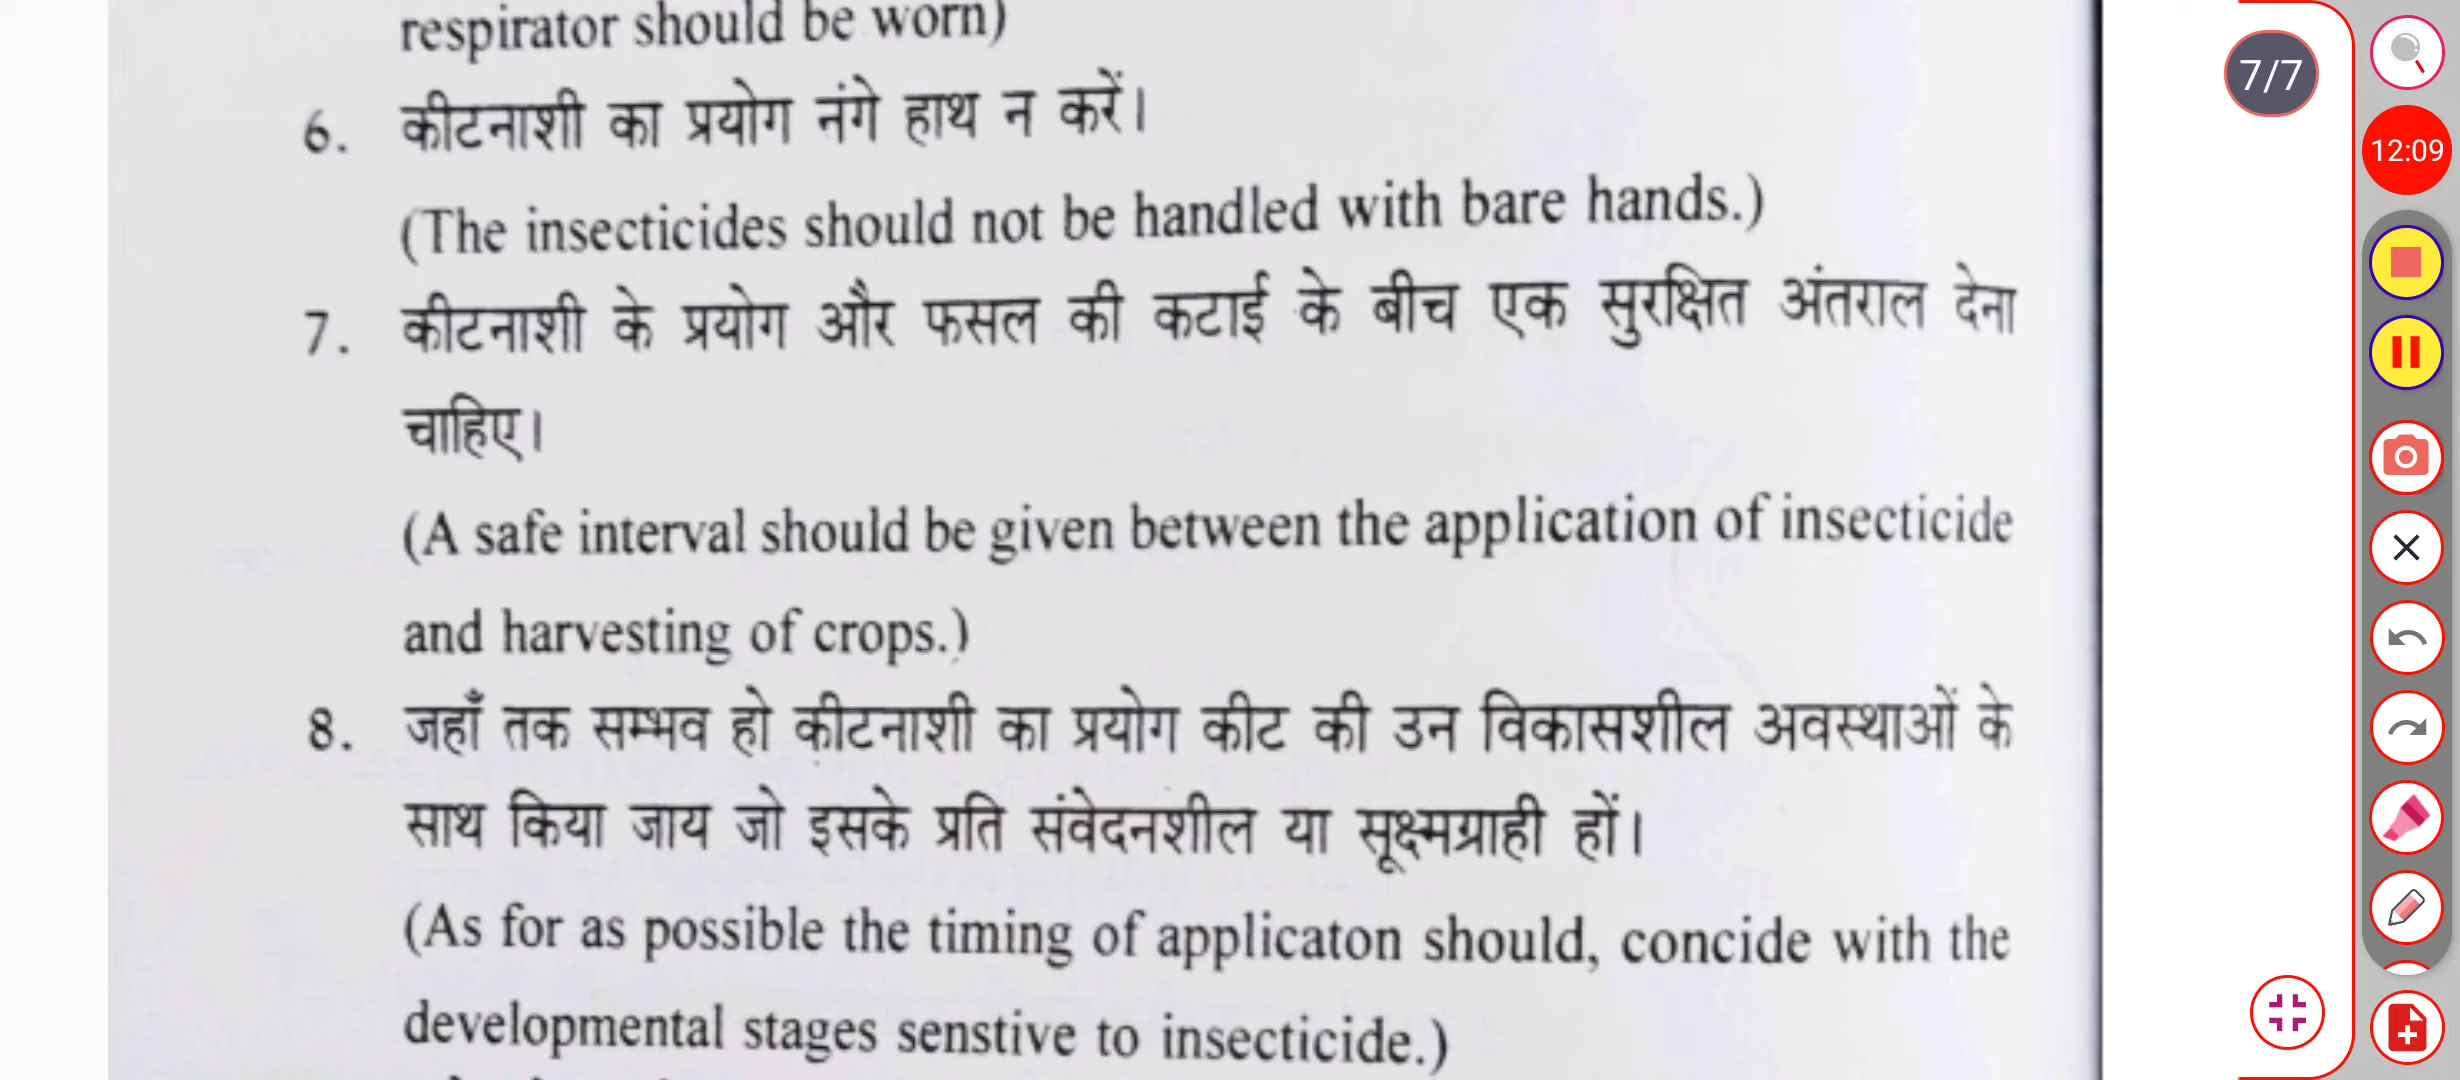 respirator should be worn)
6. कीटनाशी का प्रयोग नंगे हाथ न करें।
(The insecticides should not be handled with bare hands.)
7. कीटनाशी के प्रयोग और फसल की कटाई के बीच एक सुरक्षित अंतराल देना
चाहिए।
(A safe interval should be given between the application of insecticide
and harvesting of crops.)
8. जहाँ तक सम्भव हो कीटनाशी का प्रयोग कीट की उन विकासशील अवस्थाओं के
साथ किया जाय जो इसके प्रति संवेदनशील या सूक्ष्मग्राही हों।
(As for as possible the timing of applicaton should, concide with the
developmental stages senstive to insecticide.)
7/7
12:09